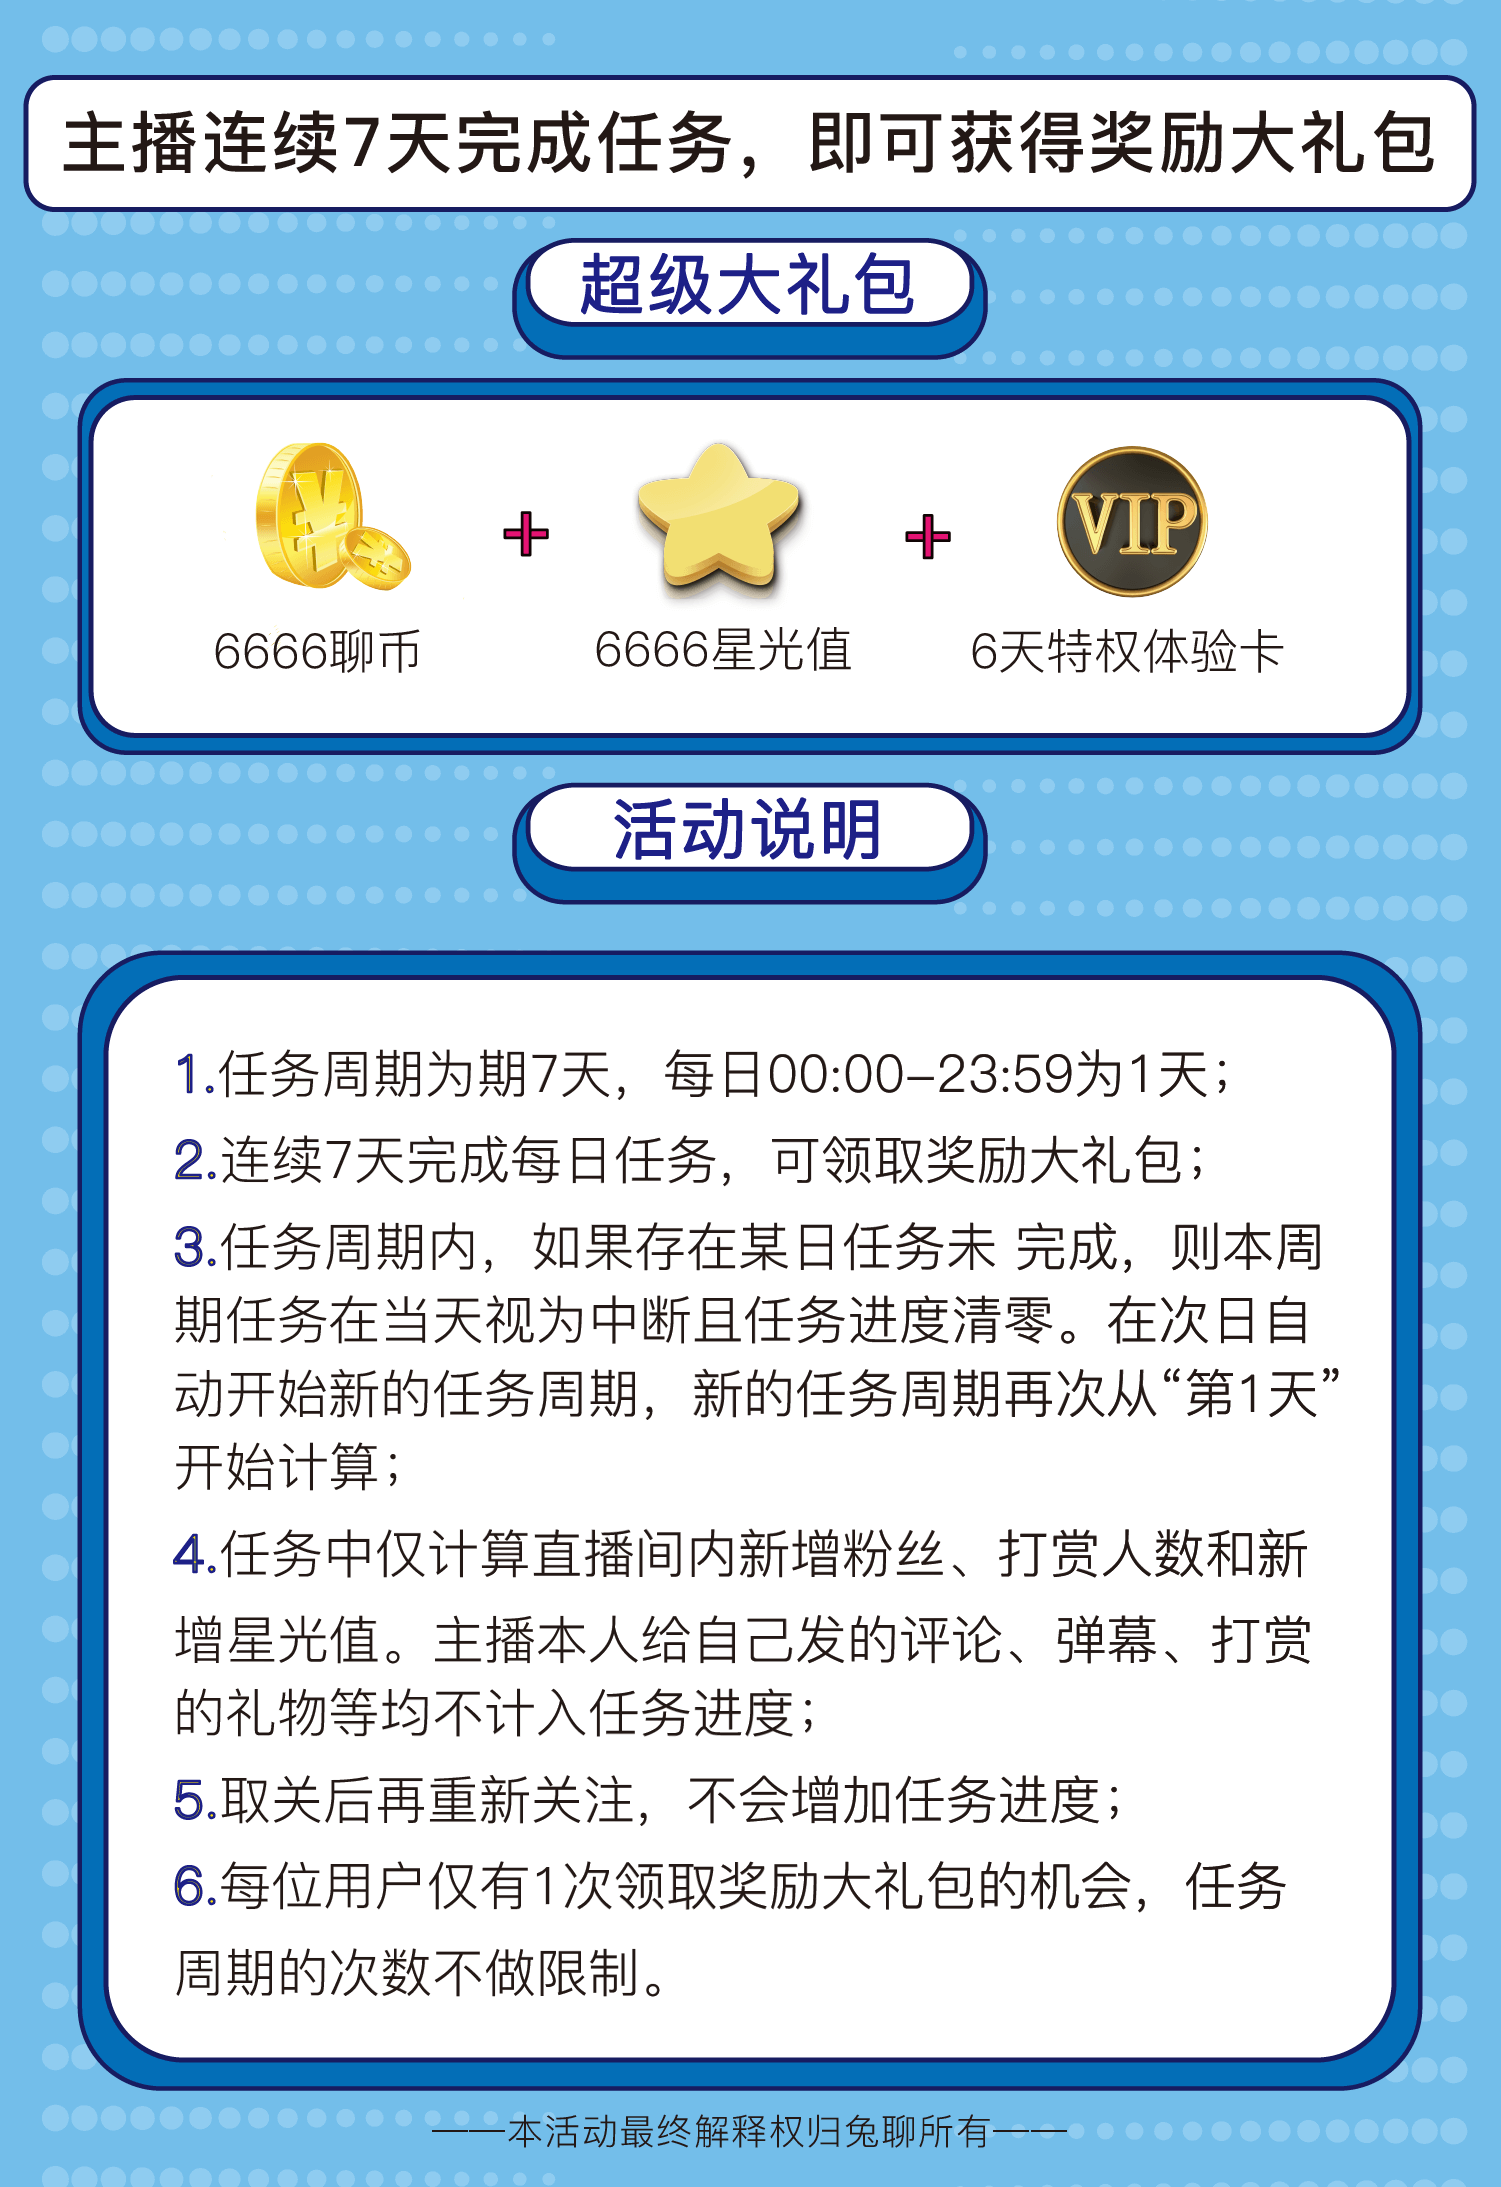 主播连续7天完成任务，即可获得奖励大礼包
超级大礼包
¥
¥
VIP
6666聊币
+
6666星光值
+
6天特权体验卡
活动说明
1.任务周期为期7天，每日00:00-23:59为1天；
2.连续7天完成每日任务，可领取奖励大礼包；
3.任务周期内，如果存在某日任务未 完成，则本周
期任务在当天视为中断且任务进度清零。在次日自
动开始新的任务周期，新的任务周期再次从“第1天”
开始计算；
4.任务中仅计算直播间内新增粉丝、打赏人数和新
增星光值。主播本人给自己发的评论、弹幕、打赏
的礼物等均不计入任务进度；
5.取关后再重新关注，不会增加任务进度；
6.每位用户仅有1次领取奖励大礼包的机会，任务
周期的次数不做限制。
——本活动最终解释权归兔聊所有——